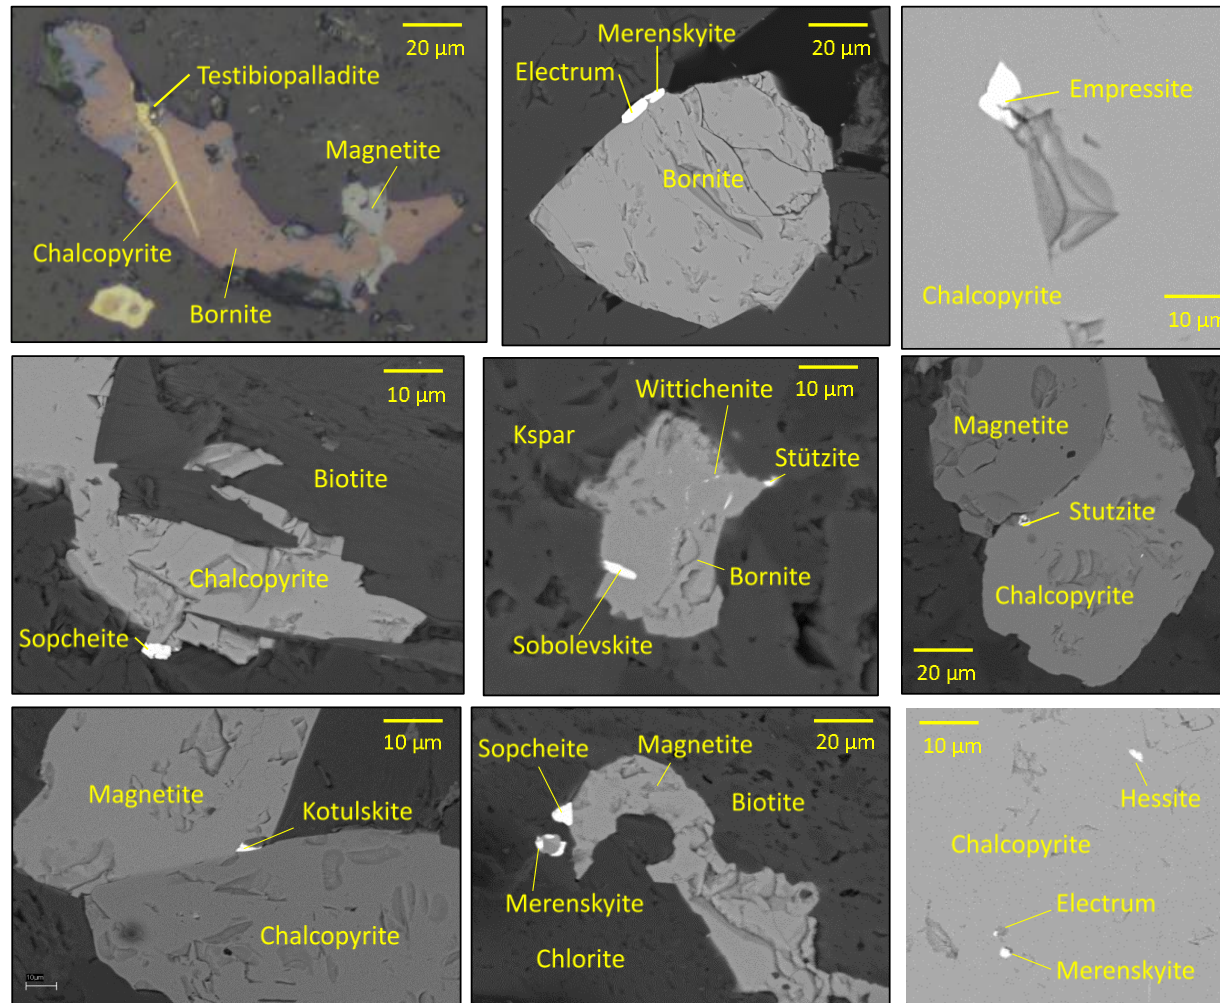 20 µm
Testibiopalladite
Magnetite
Chalcopyrite
Bornite
Merenskyite
20 µm
Electrum
Bornite
Empressite
Chalcopyrite
10 µm
10 µm
Biotite
Chalcopyrite
Sopcheite
Wittichenite
10 µm
Kspar
Stützite
Bornite
Sobolevskite
Magnetite
Stutzite
Chalcopyrite
20 µm
10 µm
Magnetite
Kotulskite
Chalcopyrite
10µm
20 µm
Sopcheite
Magnetite
Biotite
Merenskyite
Chlorite
10 µm
Hessite
Chalcopyrite
Electrum
Merenskyite